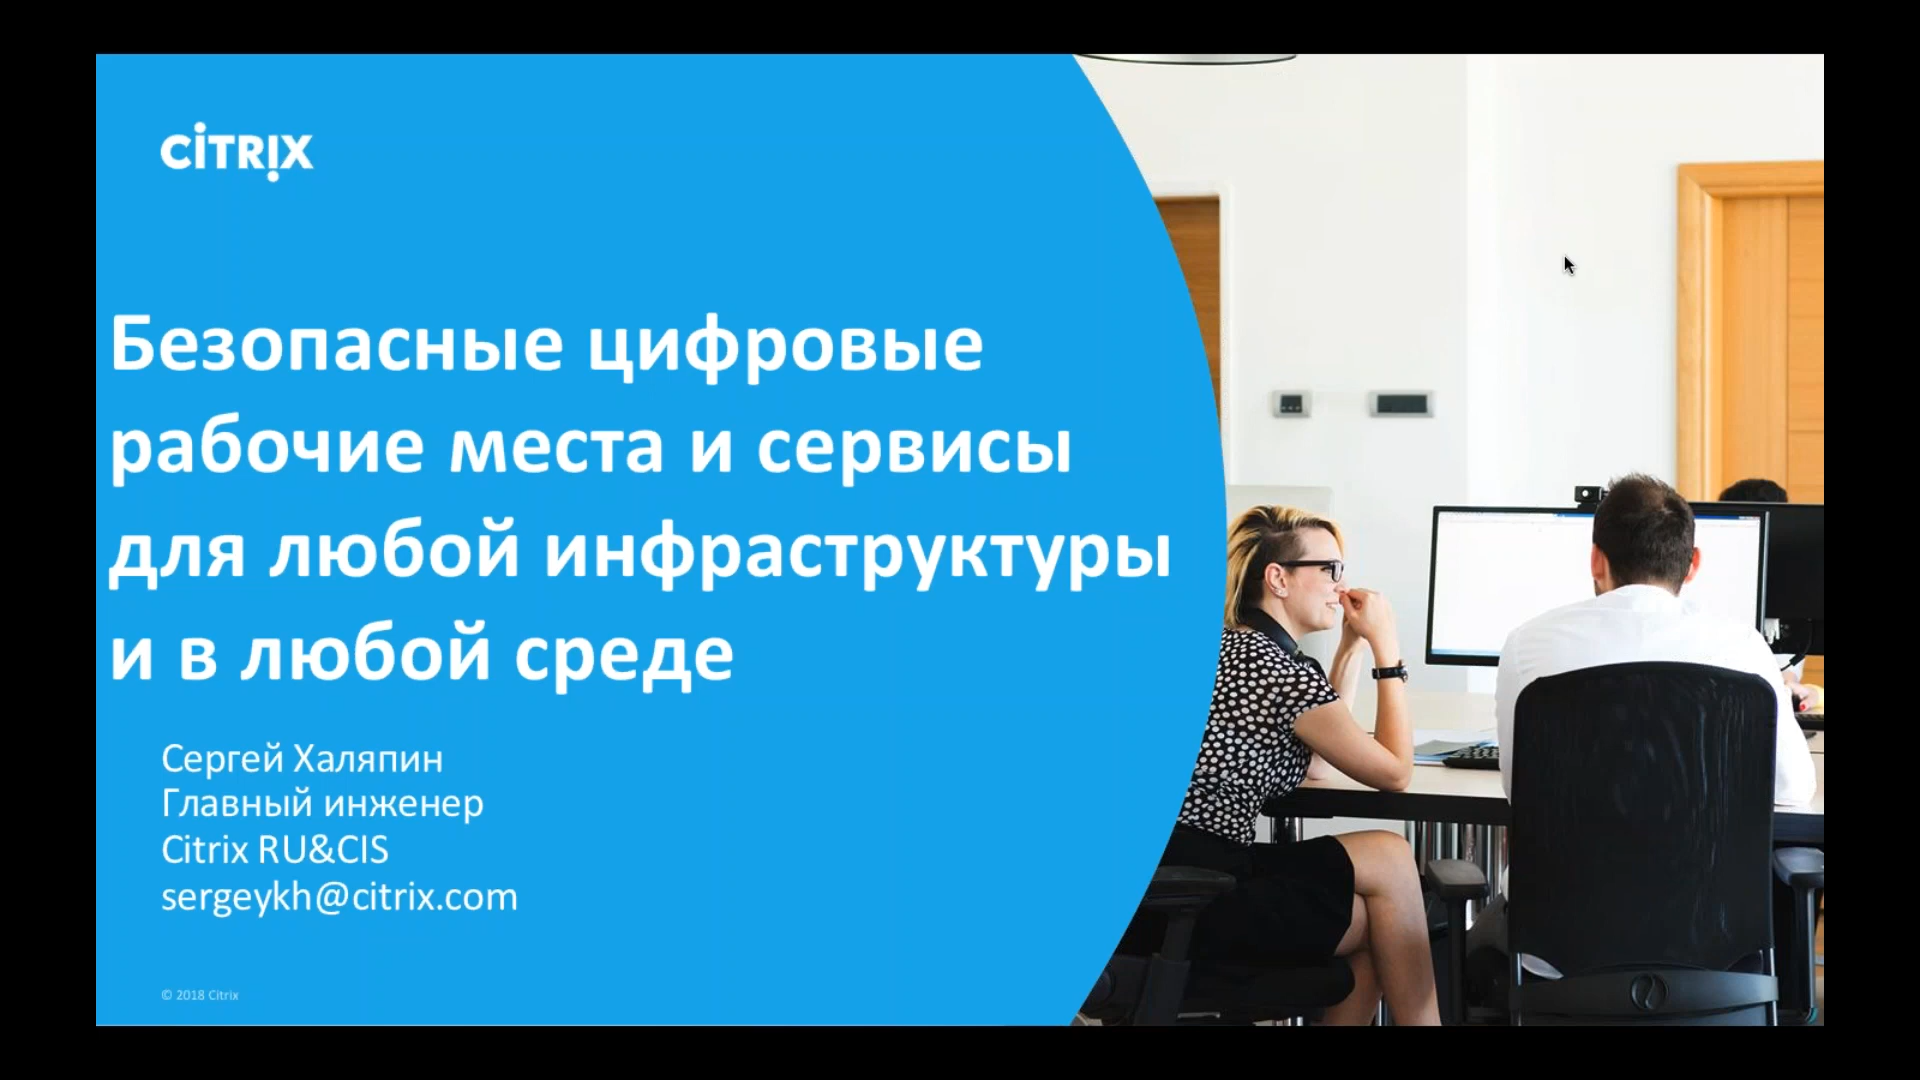 CITRIX
Безопасные цифровые
рабочие места и сервисы
для любой инфраструктуры
и в любой среде
Сергей Халяпин
Главный инженер
Citrix RU&CIS
sergeykh@citrix.com
© 2018 Citrix